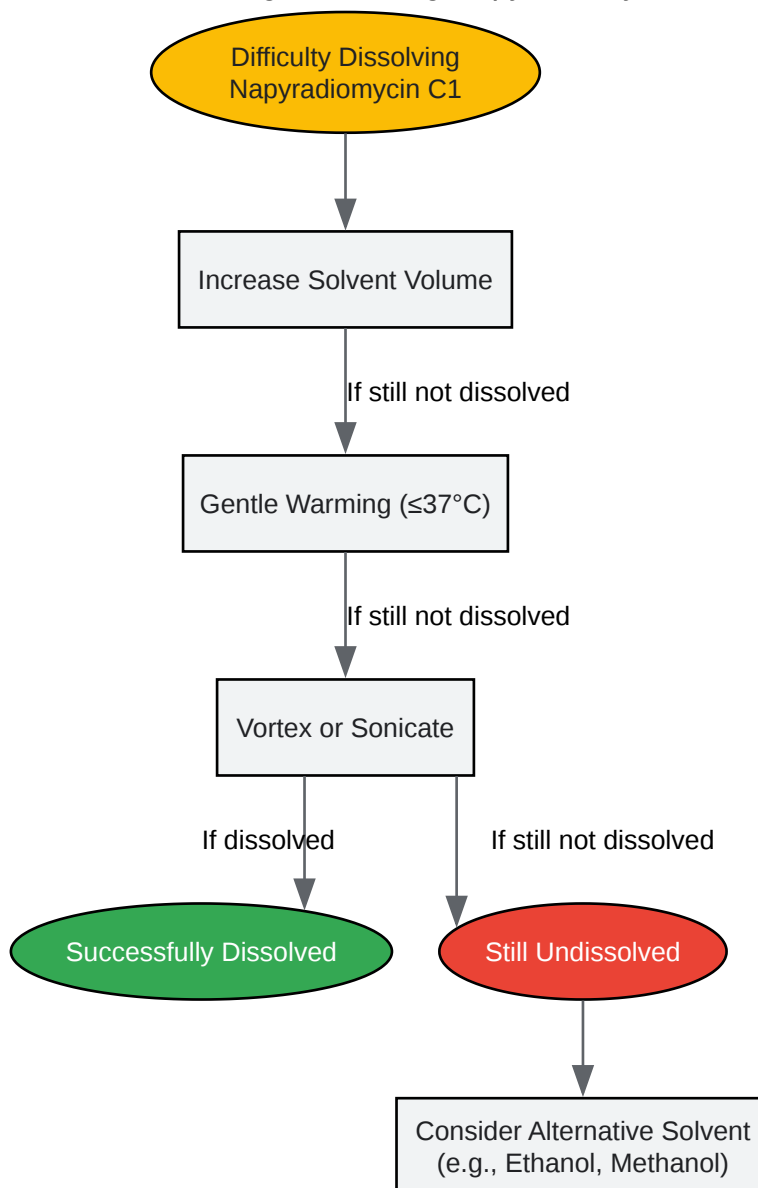 Difficulty Dissolving
Napyradiomycin C1
Increase Solvent Volume
If still not dissolved
Gentle Warming (≤37°C)
If still not dissolved
Vortex or Sonicate
If dissolved
If still not dissolved
Successfully Dissolved
Still Undissolved
Consider Alternative Solvent
(e.g., Ethanol, Methanol)